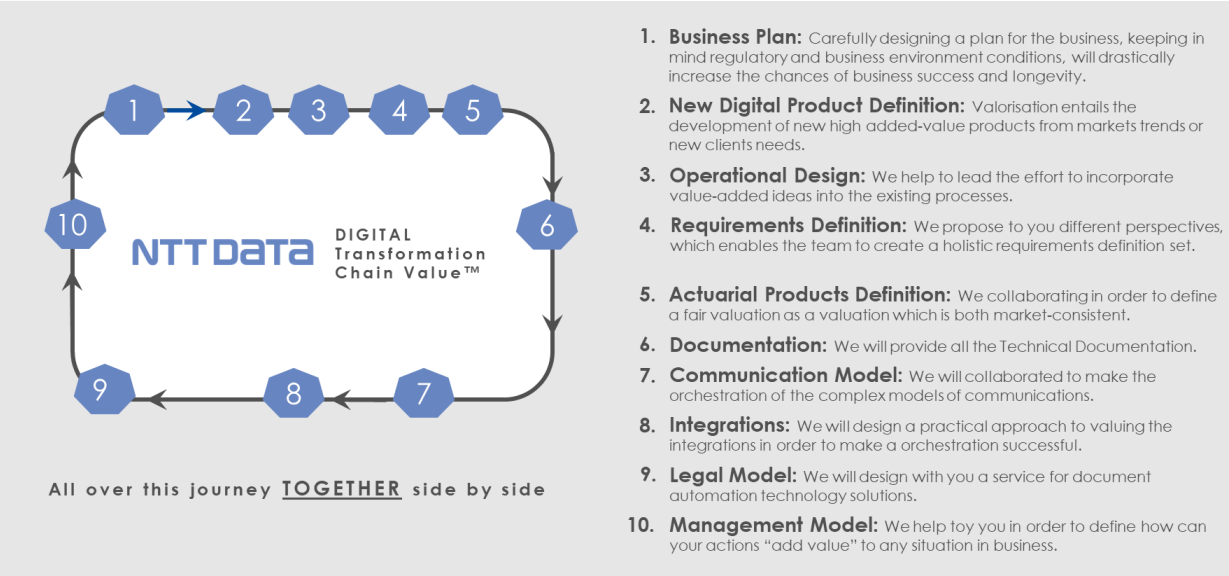 1
2
3
4
5
6
7
8
9
10
NTT DATA
DIGITAL
Transformation
Chain Value™
All over this journey TOGETHER side by side
1. Business Plan: Carefully designing a plan for the business, keeping in
mind regulatory and business environment conditions, will drastically
increase the chances of business success and longevity.
2. New Digital Product Definition: Valorisation entails the
development of new high added-value products from markets trends or
new clients needs.
3. Operational Design: We help to lead the effort to incorporate
value-added ideas into the existing processes.
4. Requirements Definition: We propose to you different perspectives,
which enables the team to create a holistic requirements definition set.
5. Actuarial Products Definition: We collaborating in order to define
a fair valuation as a valuation which is both market-consistent.
6. Documentation: We will provide all the Technical Documentation.
7. Communication Model: We will collaborated to make the
orchestration of the complex models of communications.
8. Integrations: We will design a practical approach to valuing the
integrations in order to make a orchestration successful.
9. Legal Model: We will design with you a service for document
automation technology solutions.
10. Management Model: We help toy you in order to define how can
your actions “add value” to any situation in business.